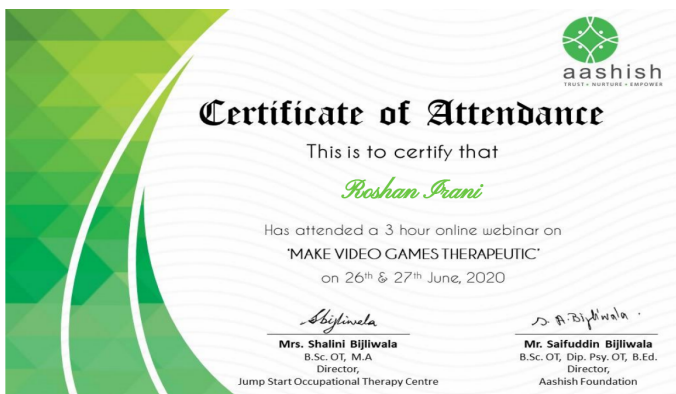 aashish
TRUST • NURTURE • EMPOWER
Certificate of Attendance
This is to certify that
Roshan Irani
Has attended a 3 hour online webinar on
'MAKE VIDEO GAMES THERAPEUTIC'
on 26th & 27th June, 2020
Sbijliwala
S. A. Bijliwala.
Mrs. Shalini Bijliwala
B.Sc. OT, M.A
Director,
Jump Start Occupational Therapy Centre
Mr. Saifuddin Bijliwala
B.Sc. OT, Dip. Psy. OT, B.Ed.
Director,
Aashish Foundation